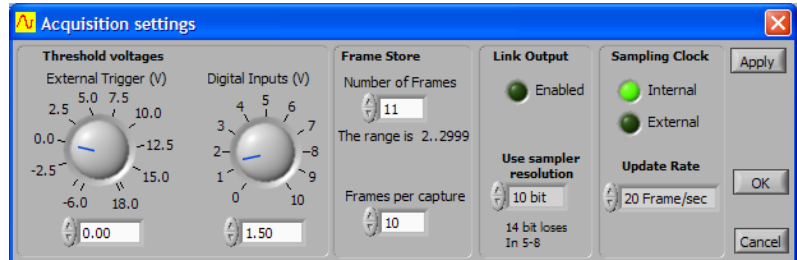 Acquisition settings
Threshold voltages
External Trigger (V)
-6.0
-2.5
0.0
2.5
5.0
7.5
10.0
12.5
15.0
18.0
0.00
Digital Inputs (V)
0
1
2
3
4
5
6
7
8
9
10
1.50
Frame Store
Number of Frames
11
The range is 2..2999
Frames per capture
10
Link Output
Enabled
Use sampler
resolution
10 bit
14 bit loses
In 5-8
Sampling Clock
Internal
External
Update Rate
20 Frame/sec
Apply
OK
Cancel